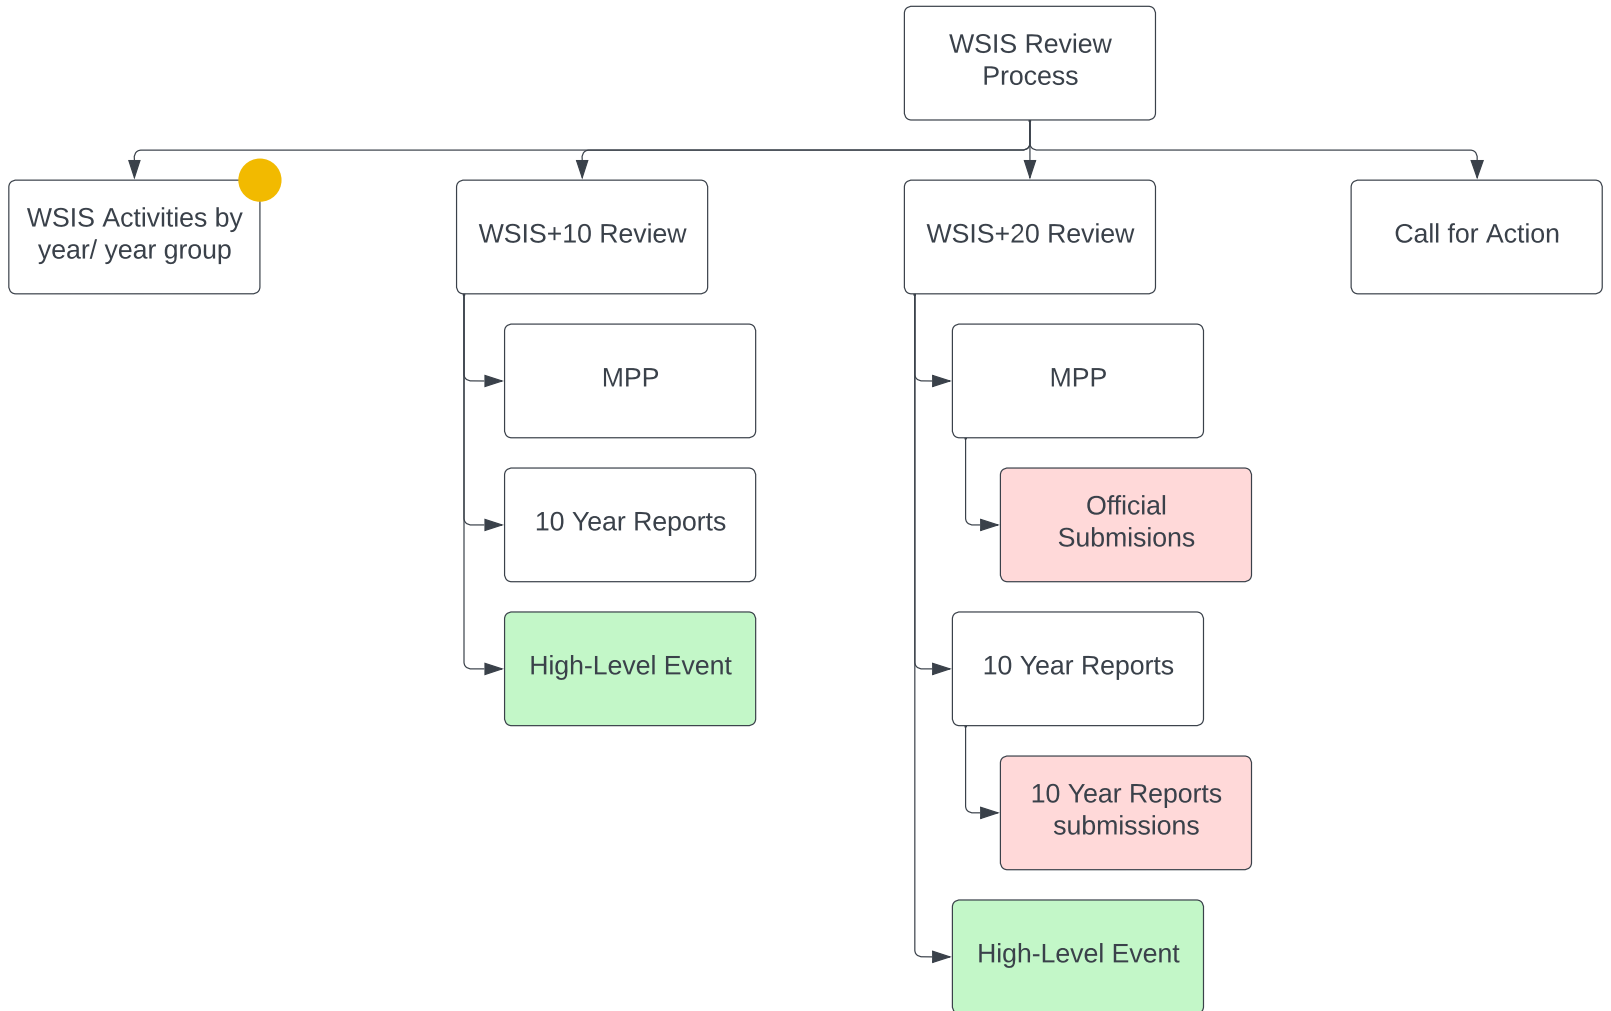 WSIS Review
Process
WSIS Activities by
year/ year group
WSIS+10 Review
WSIS+20 Review
Call for Action
MPP
10 Year Reports
High-Level Event
MPP
Official
Submisions
10 Year Reports
10 Year Reports
submissions
High-Level Event